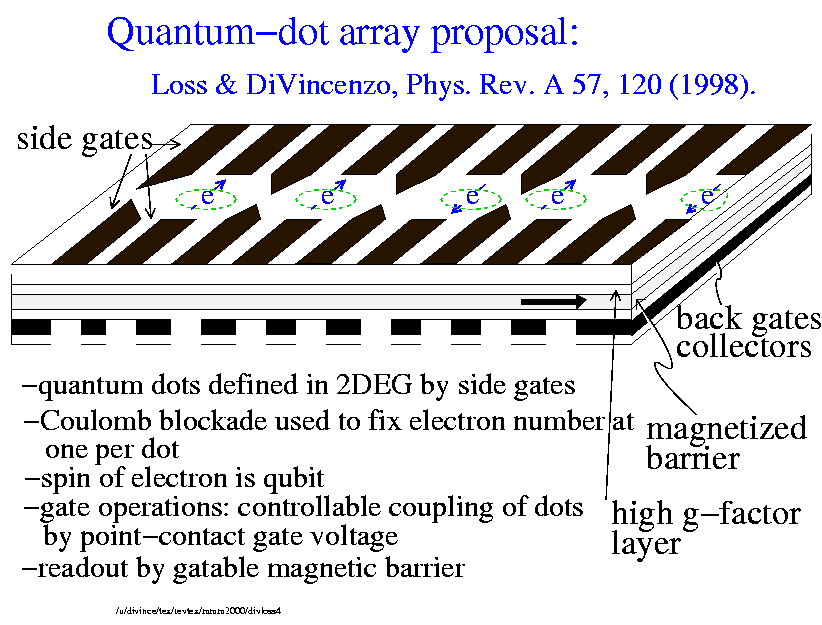 Quantum−dot array proposal:
Loss & DiVincenzo, Phys. Rev. A 57, 120 (1998).
side gates
e e e e e
back gates
collectors
−quantum dots defined in 2DEG by side gates
−Coulomb blockade used to fix electron number at
one per dot
magnetized
barrier
−spin of electron is qubit
−gate operations: controllable coupling of dots
by point−contact gate voltage
high g−factor
layer
−readout by gatable magnetic barrier
/u/divince/tex/revtex/mmm2000/divloss4